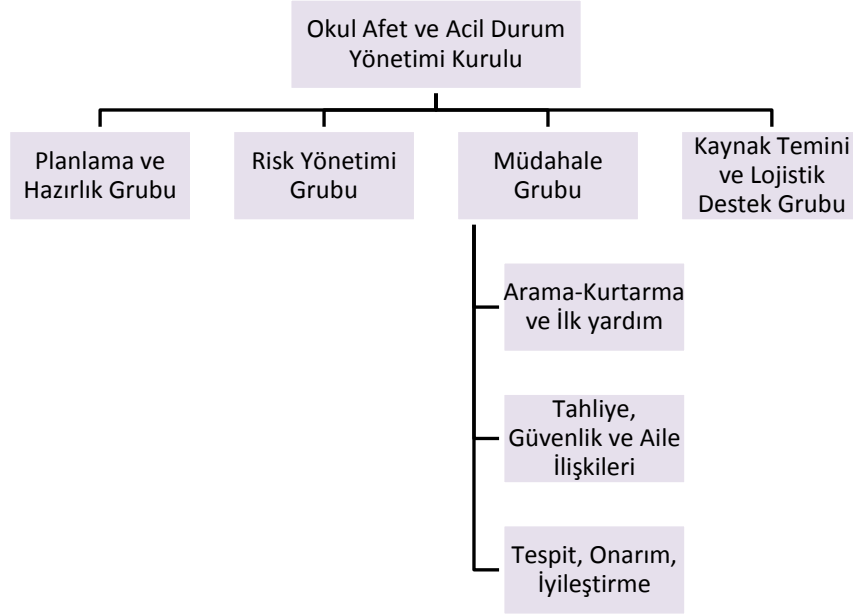 Okul Afet ve Acil Durum
Yönetimi Kurulu
Planlama ve
Hazırlık Grubu
Risk Yönetimi
Grubu
Müdahale
Grubu
Kaynak Temini
ve Lojistik
Destek Grubu
Arama-Kurtarma
ve İlk yardım
Tahliye,
Güvenlik ve Aile
İlişkileri
Tespit, Onarım,
İyileştirme